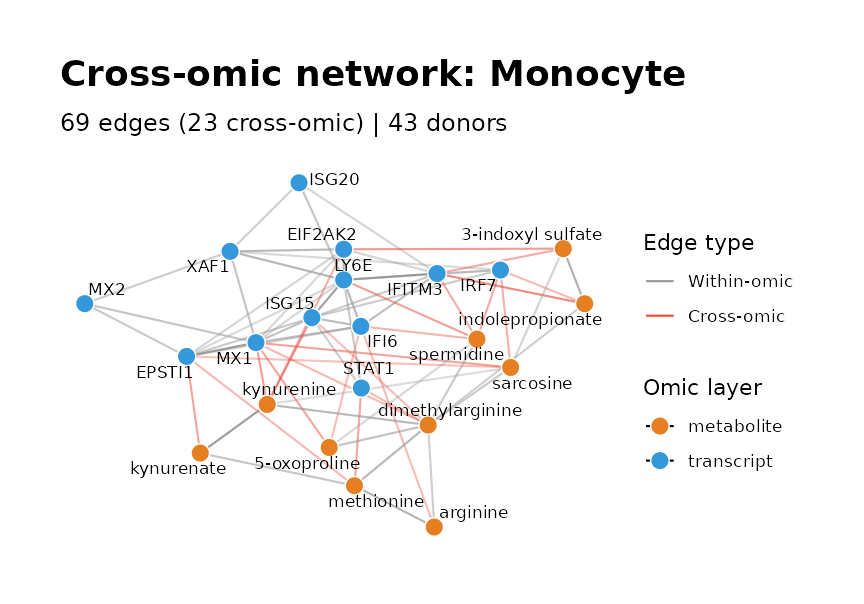 Cross-omic network: Monocyte
69 edges (23 cross-omic) | 43 donors
ISG20
EIF2AK2
3-indoxyl sulfate
XAF1
LY6E
MX2
IFITM3
IRF7
ISG15
indolepropionate
IFI6
MX1
spermidine
EPSTI1
STAT1
sarcosine
kynurenine
dimethylarginine
kynurenate
5-oxoproline
methionine
arginine
Edge type
Within-omic
Cross-omic
Omic layer
metabolite
transcript